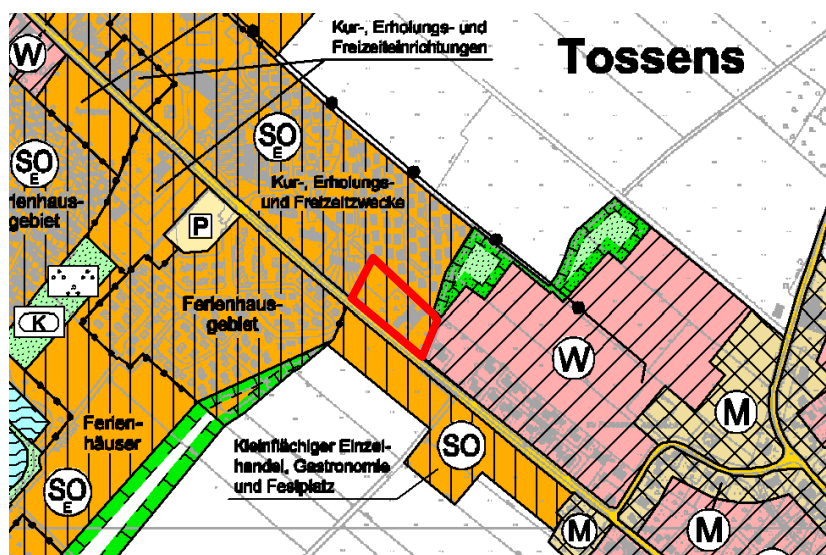 Kur-, Erholungs- und
Freizeiteinrichtungen
Tossens
W
SO
E
SO
E
Kur-, Erholungs-
und Freizeitzwecke
rienhaus-
gebiet
P
K
Ferienhaus-
gebiet
W
M
Ferien-
häuser
SO
E
Kleinflächiger Einzel-
handel, Gastronomie
und Festplatz
SO
M
M